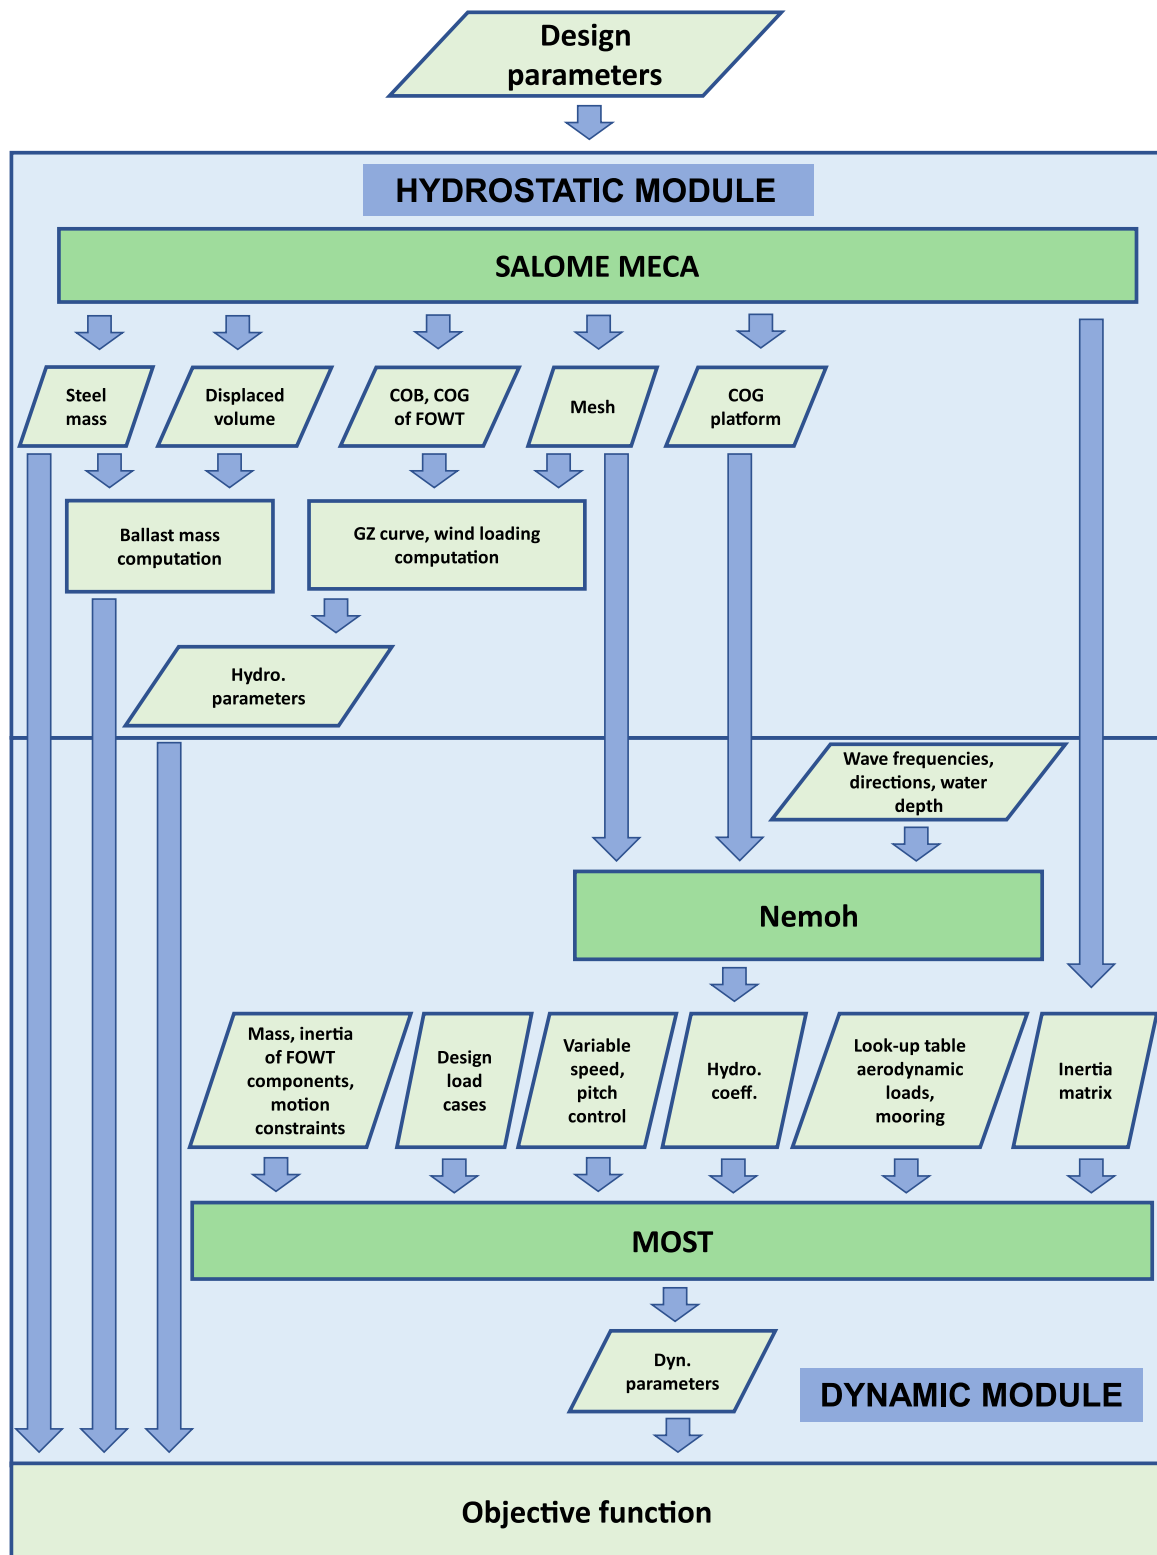 Design
parameters
HYDROSTATIC MODULE
SALOME MECA
Steel
mass
Displaced
volume
COB, COG
of FOWT
Mesh
COG
platform
Ballast mass
computation
GZ curve, wind loading
computation
Hydro.
parameters
Wave frequencies,
directions, water
depth
Nemoh
Mass, inertia
of FOWT
components,
motion
constraints
Design
load
cases
Variable
speed,
pitch
control
Hydro.
coeff.
Look-up table
aerodynamic
loads,
mooring
Inertia
matrix
MOST
Dyn.
parameters
DYNAMIC MODULE
Objective function